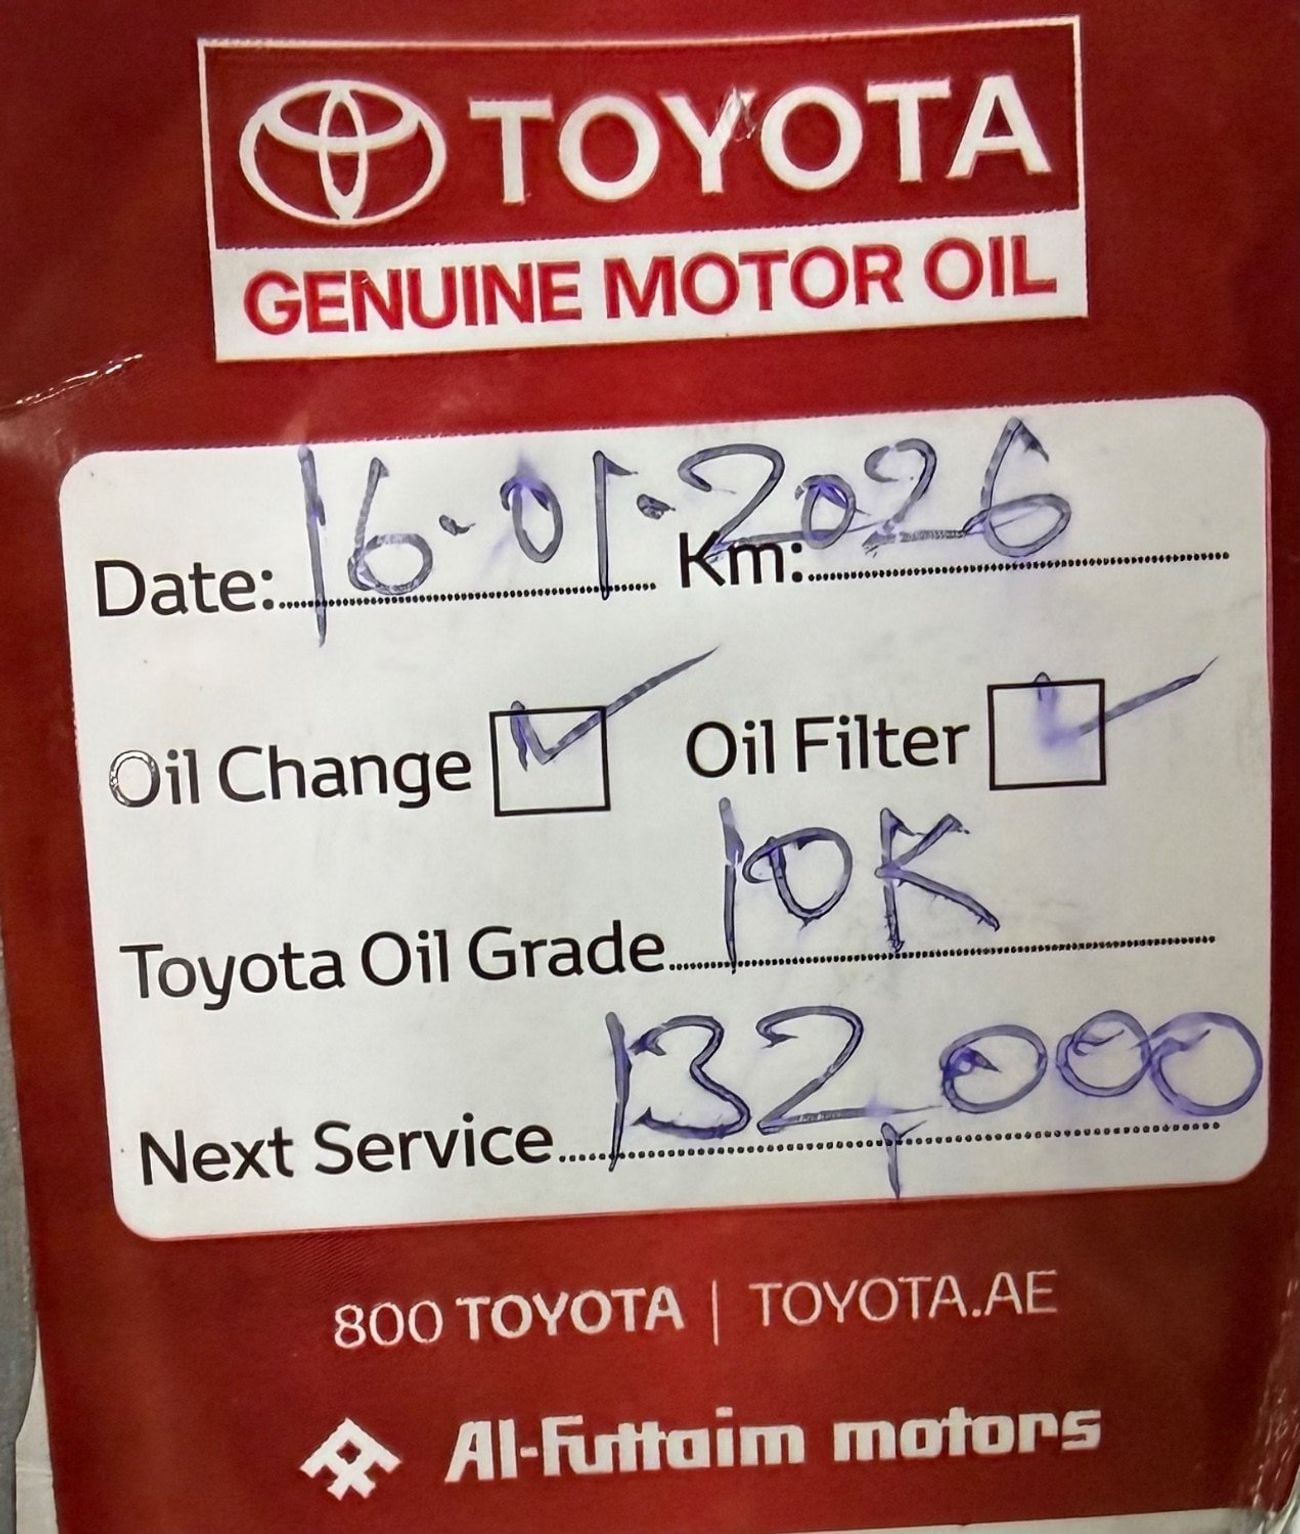 TOYOTA
GENUINE MOTOR OIL
Date: 16.01.2026 Km:
Oil Change ✓ Oil Filter ✓
Toyota Oil Grade 10K
Next Service 132,000
800 TOYOTA | TOYOTA.AE
Al-Futtaim motors